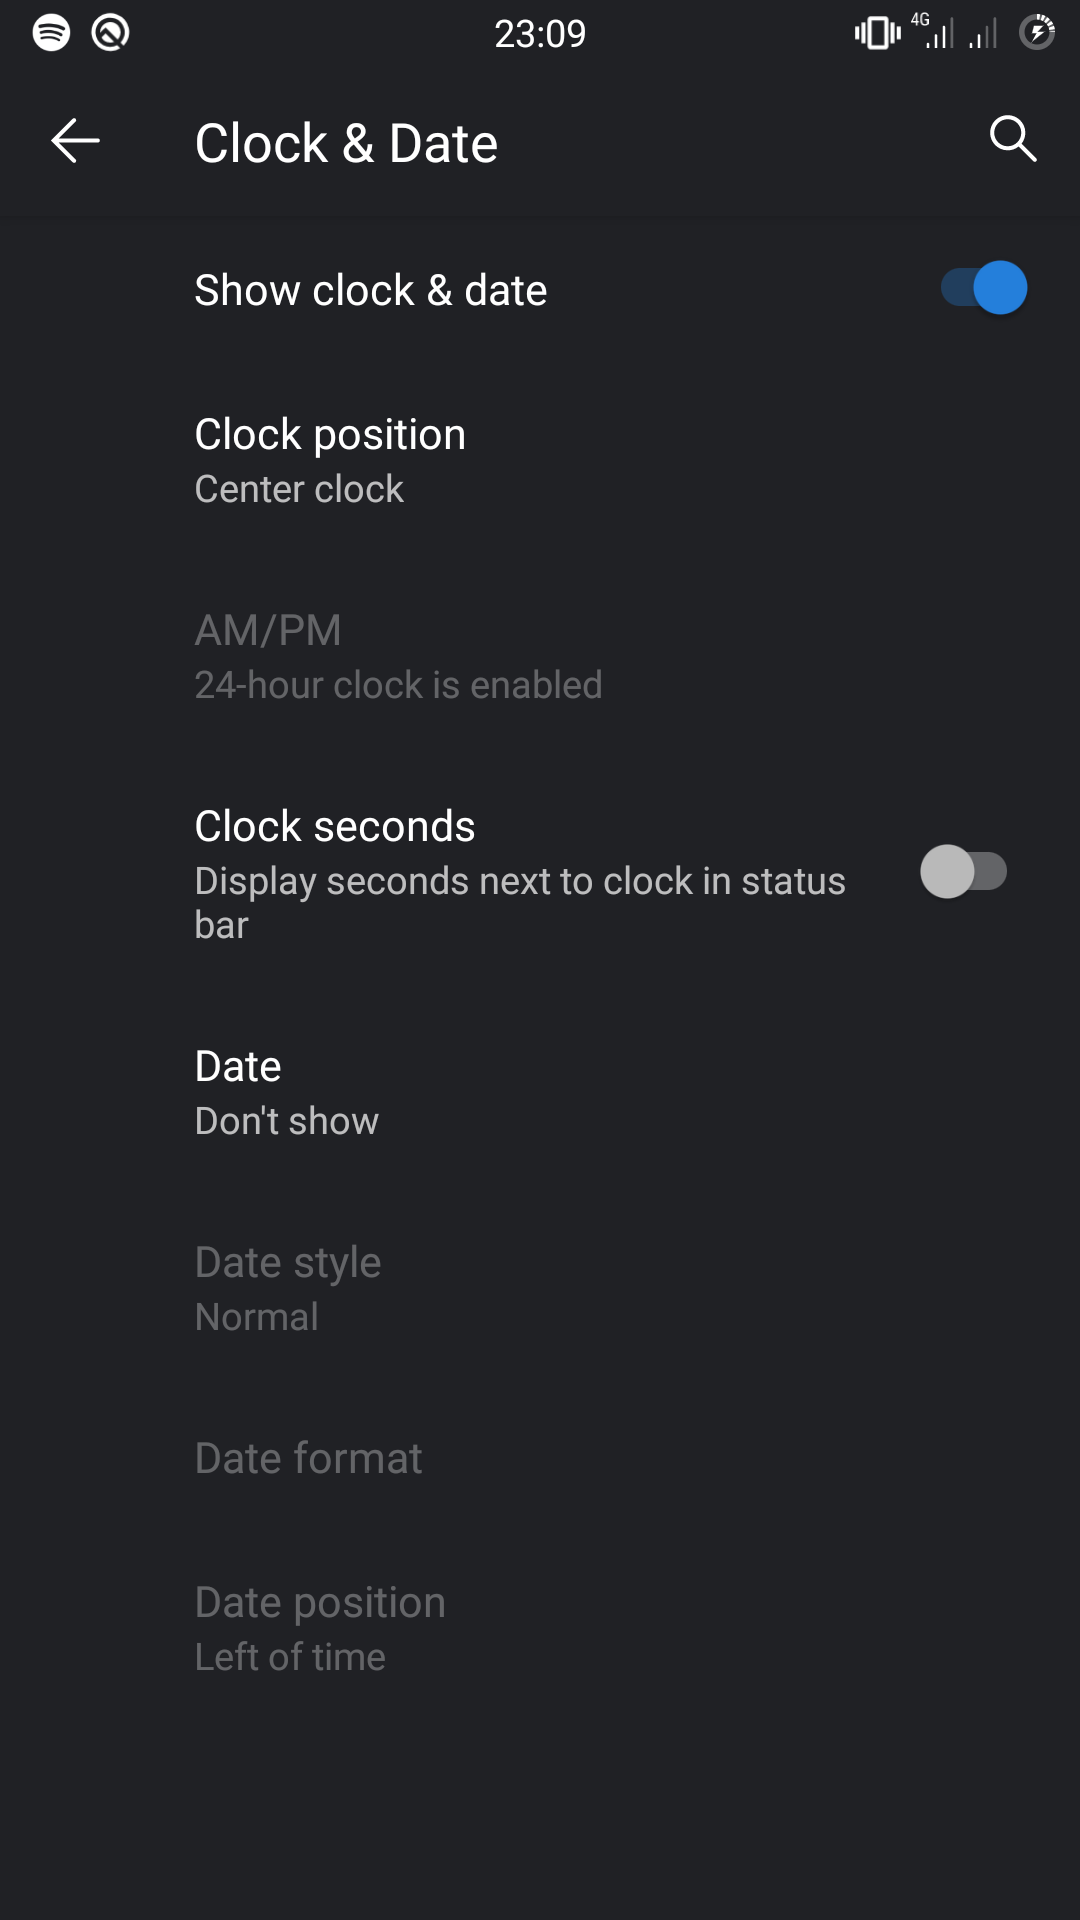 23:09
4G
Clock & Date
Show clock & date
Clock position
Center clock
AM/PM
24-hour clock is enabled
Clock seconds
Display seconds next to clock in status
bar
Date
Don't show
Date style
Normal
Date format
Date position
Left of time